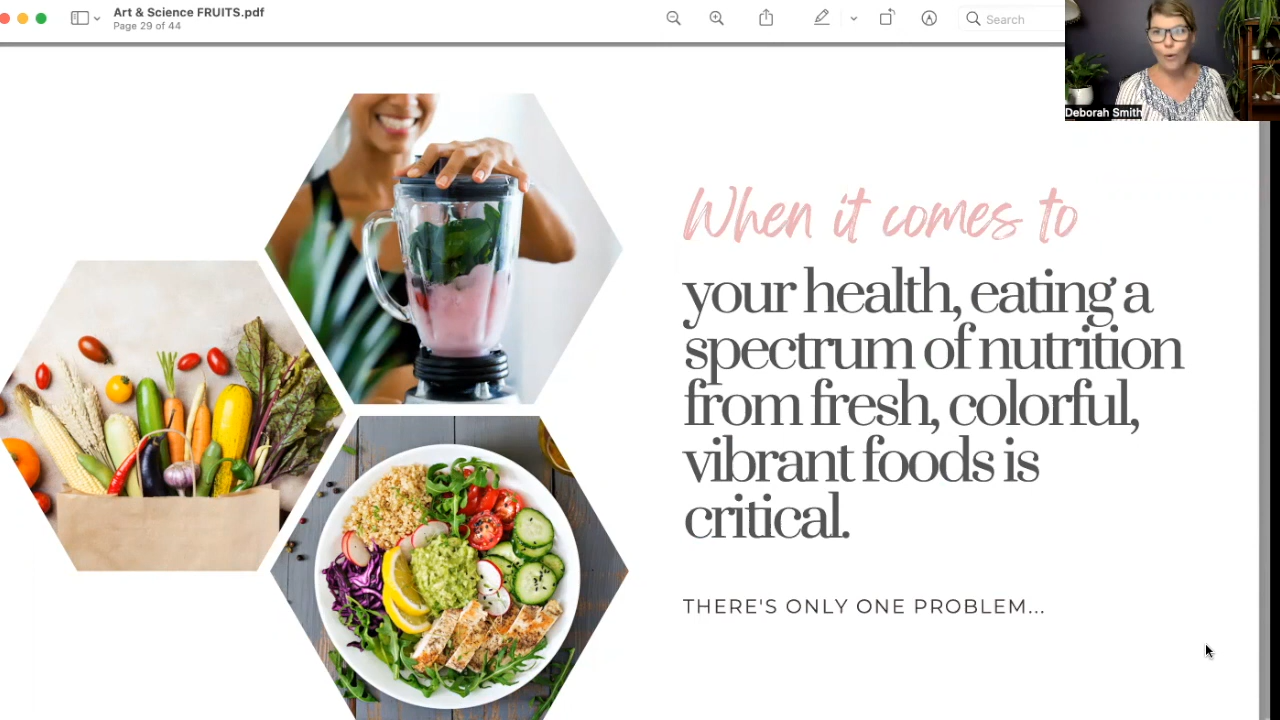 Art & Science FRUITS.pdf
Page 29 of 44
Search
Deborah Smith
When it comes to
your health, eating a
spectrum of nutrition
from fresh, colorful,
vibrant foods is
critical.
THERE'S ONLY ONE PROBLEM...